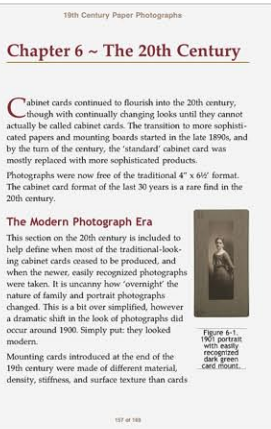 19th Century Paper Photographs
Chapter 6 ~ The 20th Century
Cabinet cards continued to flourish into the 20th century,
though with continually changing looks until they cannot
actually be called cabinet cards. The transition to more sophisti-
cated papers and mounting boards started in the late 1890s, and
by the turn of the century, the ‘standard’ cabinet card was
mostly replaced with more sophisticated products.
Photographs were now free of the traditional 4" x 6½" format.
The cabinet card format of the last 30 years is a rare find in the
20th century.
The Modern Photograph Era
This section on the 20th century is included to
help define when most of the traditional-look-
ing cabinet cards ceased to be produced, and
when the newer, easily recognized photographs
were taken. It is uncanny how ‘overnight’ the
nature of family and portrait photographs
changed. This is a bit over simplified, however
a dramatic shift in the look of photographs did
occur around 1900. Simply put: they looked
modern.
Mounting cards introduced at the end of the
19th century were made of different material,
density, stiffness, and surface texture than cards
Figure 6-1.
1901 portrait
with easily
recognized
dark green
card mount.
of